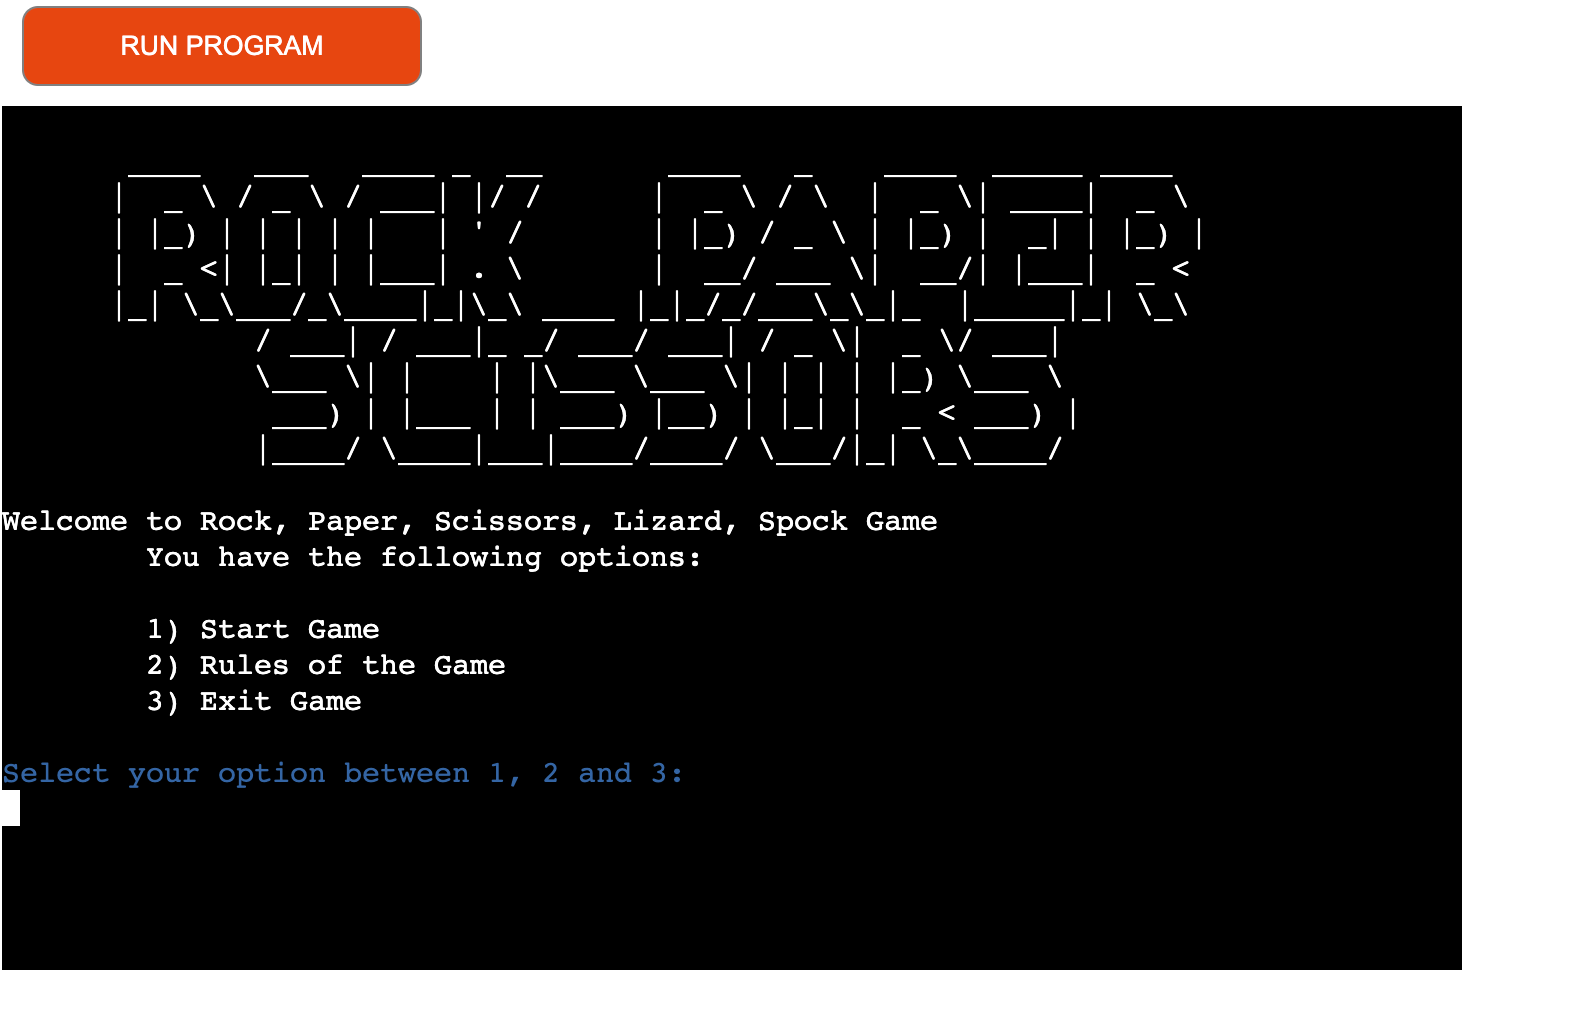 RUN PROGRAM
ROCK PAPER
SCISSORS
Welcome to Rock, Paper, Scissors, Lizard, Spock Game
You have the following options:
1) Start Game
2) Rules of the Game
3) Exit Game
Select your option between 1, 2 and 3: